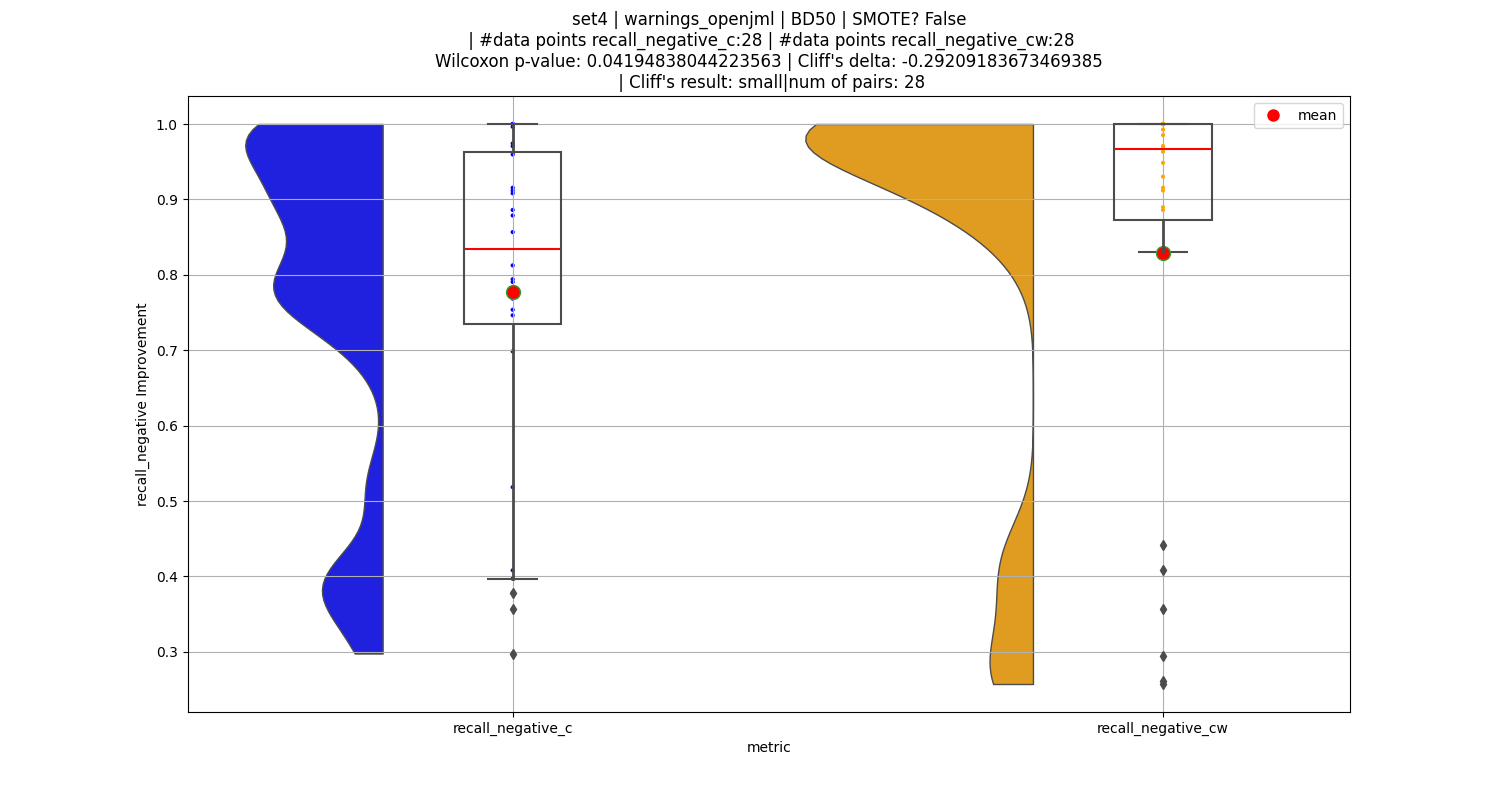 set4 | warnings_openjml | BD50 | SMOTE? False
| #data points recall_negative_c:28 | #data points recall_negative_cw:28
Wilcoxon p-value: 0.04194838044223563 | Cliff's delta: -0.29209183673469385
| Cliff's result: small|num of pairs: 28
mean
1.0
0.9
0.8
0.7
0.6
0.5
0.4
0.3
recall_negative Improvement
recall_negative_c
recall_negative_cw
metric